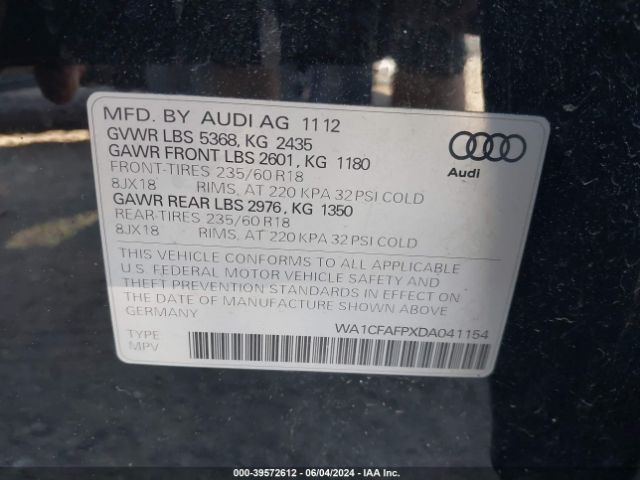 MFD. BY AUDI AG 11 12
GVWR LBS 5368, KG 2435
GAWR FRONT LBS 2601, KG 1180
FRONT-TIRES 235/60 R18
8JX18 RIMS, AT 220 KPA 32 PSI COLD
GAWR REAR LBS 2976, KG 1350
REAR-TIRES 235/60 R18
8JX18 RIMS, AT 220 KPA 32 PSI COLD
Audi
THIS VEHICLE CONFORMS TO ALL APPLICABLE
U.S. FEDERAL MOTOR VEHICLE SAFETY AND
THEFT PREVENTION STANDARDS IN EFFECT ON
THE DATE OF MANUFACTURE SHOWN ABOVE
GERMANY
WA1CFAFPXDA041154
TYPE
MPV
000-39572612 - 06/04/2024 - IAA Inc.